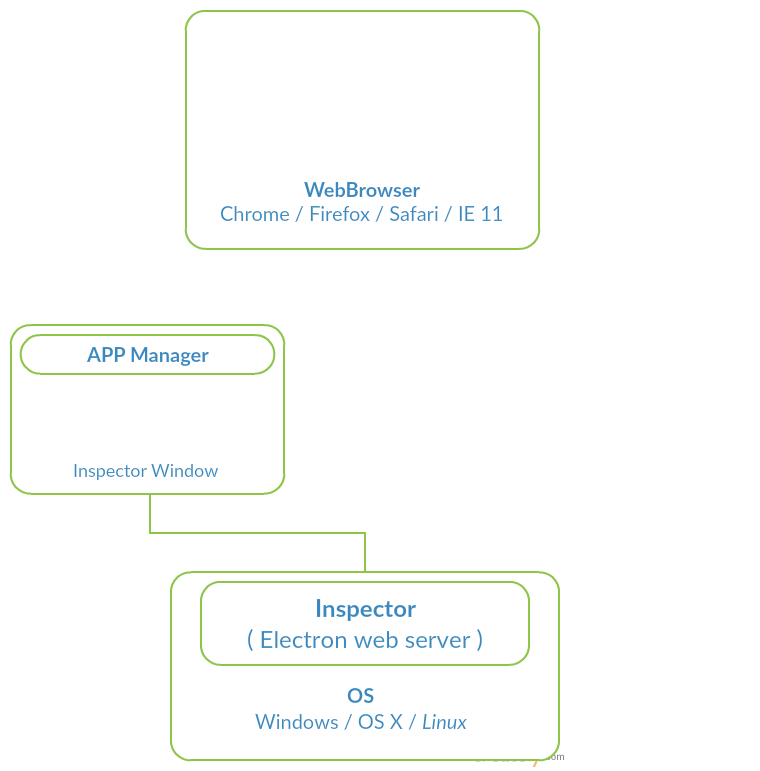 WebBrowser
Chrome / Firefox / Safari / IE 11
APP Manager
Inspector Window
Inspector
( Electron web server )
OS
Windows / OS X / Linux